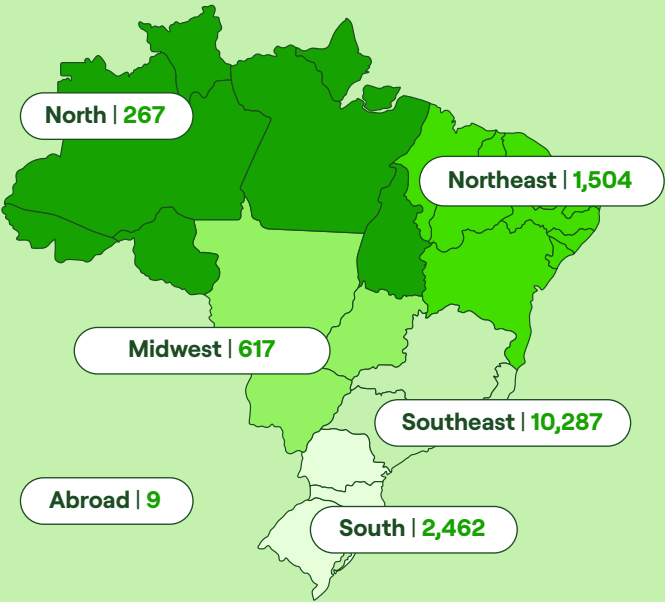 North | 267
Northeast | 1,504
Midwest | 617
Southeast | 10,287
Abroad | 9
South | 2,462